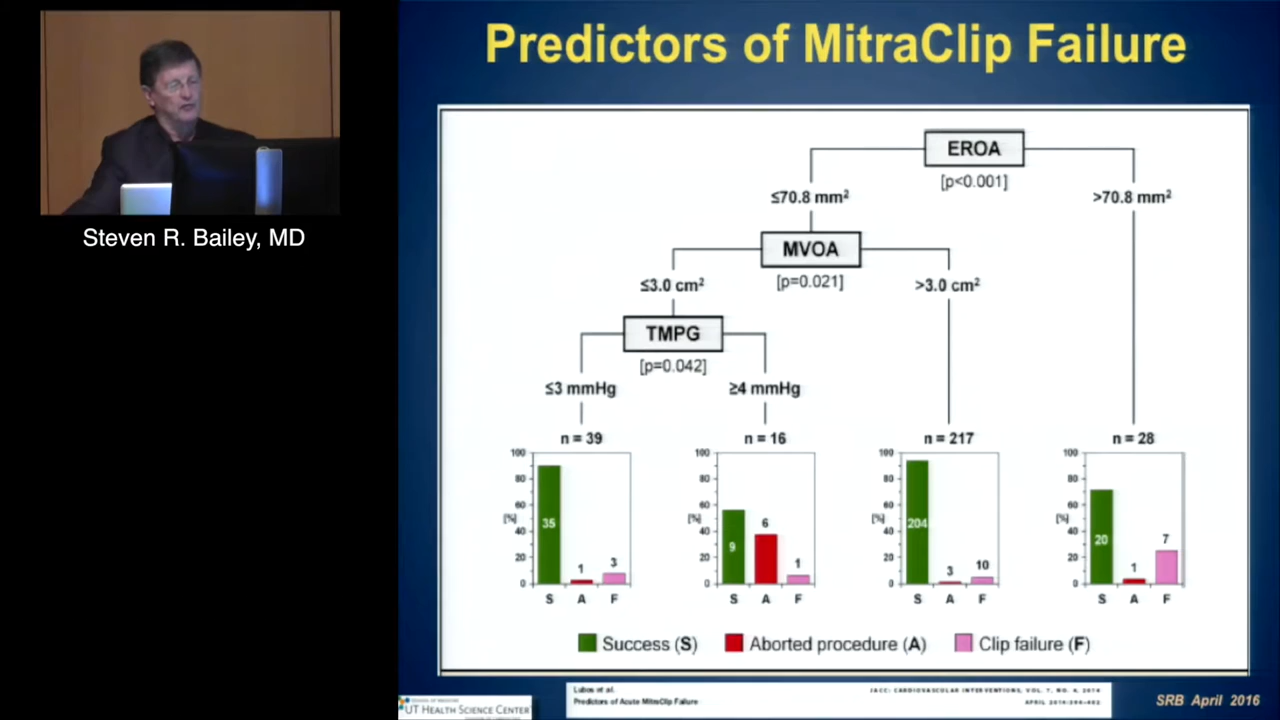 Predictors of MitraClip Failure
Steven R. Bailey, MD
EROA
[p<0.001]
≤70.8 mm²
>70.8 mm²
MVOA
[p=0.021]
≤3.0 cm²
>3.0 cm²
TMPG
[p=0.042]
≤3 mmHg
≥4 mmHg
n = 39
n = 16
n = 217
n = 28
100
80
60
[%]
40
20
0
35
1
3
S A F
100
80
60
[%]
40
20
0
9
6
1
S A F
100
80
60
[%]
40
20
0
204
3
10
S A F
100
80
60
[%]
40
20
0
20
1
7
S A F
Success (S)
Aborted procedure (A)
Clip failure (F)
Lubos et al.
Predictors of Acute MitraClip Failure
JACC: CARDIOVASCULAR INTERVENTIONS, VOL. 7, NO. 4, 2014
UT HEALTH SCIENCE CENTER
SRB April 2016